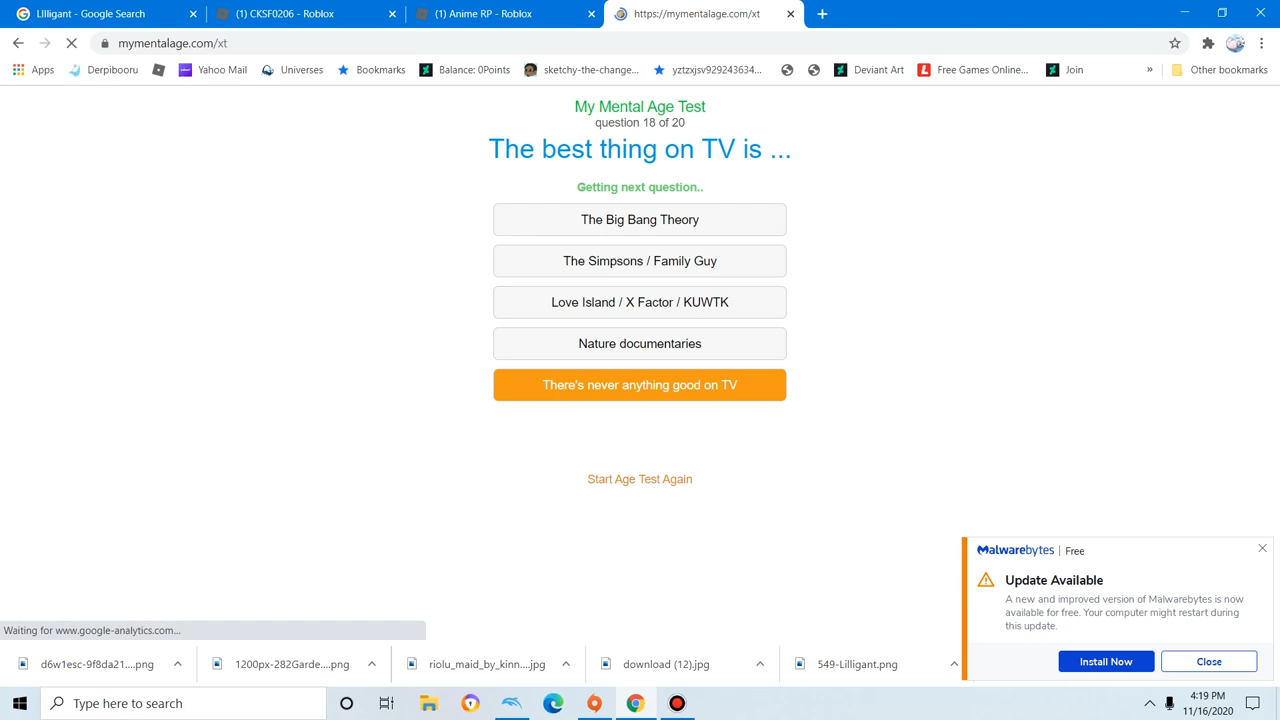 LIlligant - Google Search
(1) CKSF0206 - Roblox
(1) Anime RP - Roblox
https://mymentalage.com/xt
mymentalage.com/xt
Apps
Derpibooru
Yahoo Mail
Universes
Bookmarks
Balance: 0Points
sketchy-the-change...
yztzxjsv929243634...
Deviant Art
Free Games Online...
Join
»
Other bookmarks
My Mental Age Test
question 18 of 20
The best thing on TV is ...
Getting next question..
The Big Bang Theory
The Simpsons / Family Guy
Love Island / X Factor / KUWTK
Nature documentaries
There's never anything good on TV
Start Age Test Again
Malwarebytes | Free
Update Available
A new and improved version of Malwarebytes is now
available for free. Your computer might restart during
this update.
Install Now
Close
Waiting for www.google-analytics.com...
d6w1esc-9f8da21....png
1200px-282Garde....png
riolu_maid_by_kinn....jpg
download (12).jpg
549-Lilligant.png
Type here to search
4:19 PM
11/16/2020